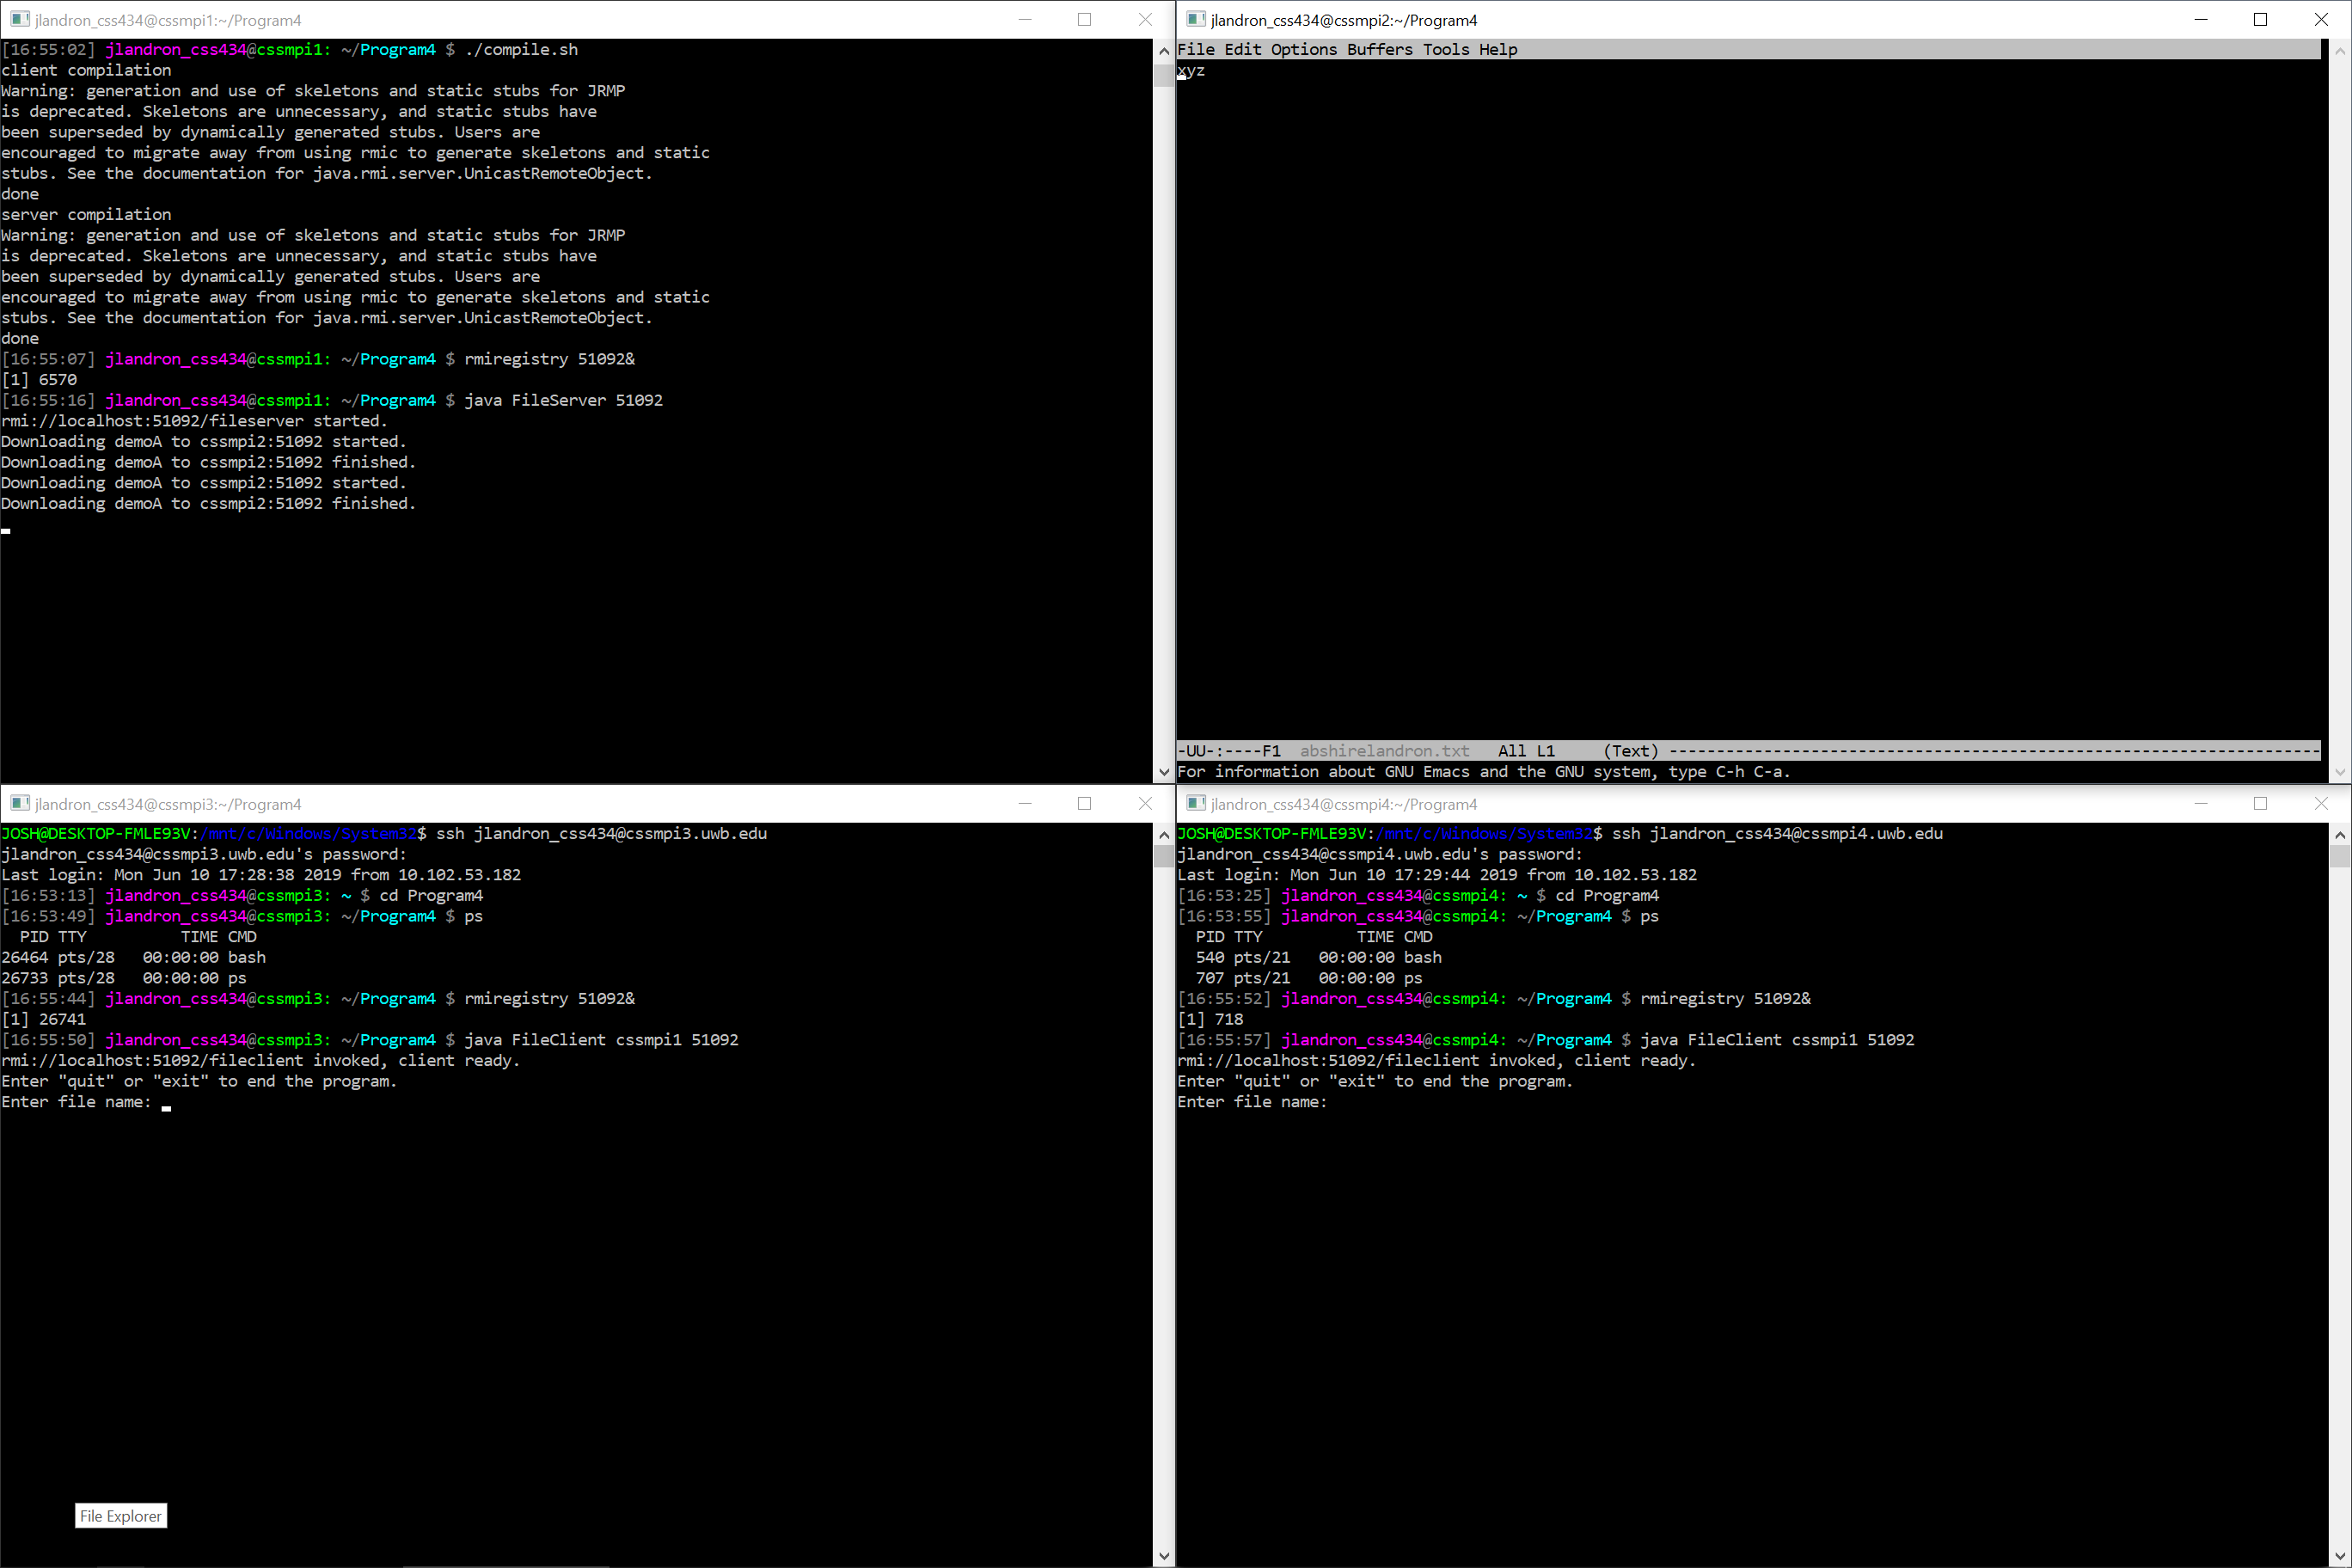 jlandron_css434@cssmpi1:~/Program4
[16:55:02] jlandron_css434@cssmpi1: ~/Program4 $ ./compile.sh
client compilation
Warning: generation and use of skeletons and static stubs for JRMP
is deprecated. Skeletons are unnecessary, and static stubs have
been superseded by dynamically generated stubs. Users are
encouraged to migrate away from using rmic to generate skeletons and static
stubs. See the documentation for java.rmi.server.UnicastRemoteObject.
done
server compilation
Warning: generation and use of skeletons and static stubs for JRMP
is deprecated. Skeletons are unnecessary, and static stubs have
been superseded by dynamically generated stubs. Users are
encouraged to migrate away from using rmic to generate skeletons and static
stubs. See the documentation for java.rmi.server.UnicastRemoteObject.
done
[16:55:07] jlandron_css434@cssmpi1: ~/Program4 $ rmiregistry 51092&
[1] 6570
[16:55:16] jlandron_css434@cssmpi1: ~/Program4 $ java FileServer 51092
rmi://localhost:51092/fileserver started.
Downloading demoA to cssmpi2:51092 started.
Downloading demoA to cssmpi2:51092 finished.
Downloading demoA to cssmpi2:51092 started.
Downloading demoA to cssmpi2:51092 finished.
jlandron_css434@cssmpi2:~/Program4
File Edit Options Buffers Tools Help
xyz
-UU-:----F1  abshirelandron.txt   All L1     (Text) ---------------------------------------------------------------------
For information about GNU Emacs and the GNU system, type C-h C-a.
jlandron_css434@cssmpi3:~/Program4
JOSH@DESKTOP-FMLE93V:/mnt/c/Windows/System32$ ssh jlandron_css434@cssmpi3.uwb.edu
jlandron_css434@cssmpi3.uwb.edu's password:
Last login: Mon Jun 10 17:28:38 2019 from 10.102.53.182
[16:53:13] jlandron_css434@cssmpi3: ~ $ cd Program4
[16:53:49] jlandron_css434@cssmpi3: ~/Program4 $ ps
  PID TTY          TIME CMD
26464 pts/28   00:00:00 bash
26733 pts/28   00:00:00 ps
[16:55:44] jlandron_css434@cssmpi3: ~/Program4 $ rmiregistry 51092&
[1] 26741
[16:55:50] jlandron_css434@cssmpi3: ~/Program4 $ java FileClient cssmpi1 51092
rmi://localhost:51092/fileclient invoked, client ready.
Enter "quit" or "exit" to end the program.
Enter file name:
File Explorer
jlandron_css434@cssmpi4:~/Program4
JOSH@DESKTOP-FMLE93V:/mnt/c/Windows/System32$ ssh jlandron_css434@cssmpi4.uwb.edu
jlandron_css434@cssmpi4.uwb.edu's password:
Last login: Mon Jun 10 17:29:44 2019 from 10.102.53.182
[16:53:25] jlandron_css434@cssmpi4: ~ $ cd Program4
[16:53:55] jlandron_css434@cssmpi4: ~/Program4 $ ps
  PID TTY          TIME CMD
  540 pts/21   00:00:00 bash
  707 pts/21   00:00:00 ps
[16:55:52] jlandron_css434@cssmpi4: ~/Program4 $ rmiregistry 51092&
[1] 718
[16:55:57] jlandron_css434@cssmpi4: ~/Program4 $ java FileClient cssmpi1 51092
rmi://localhost:51092/fileclient invoked, client ready.
Enter "quit" or "exit" to end the program.
Enter file name: